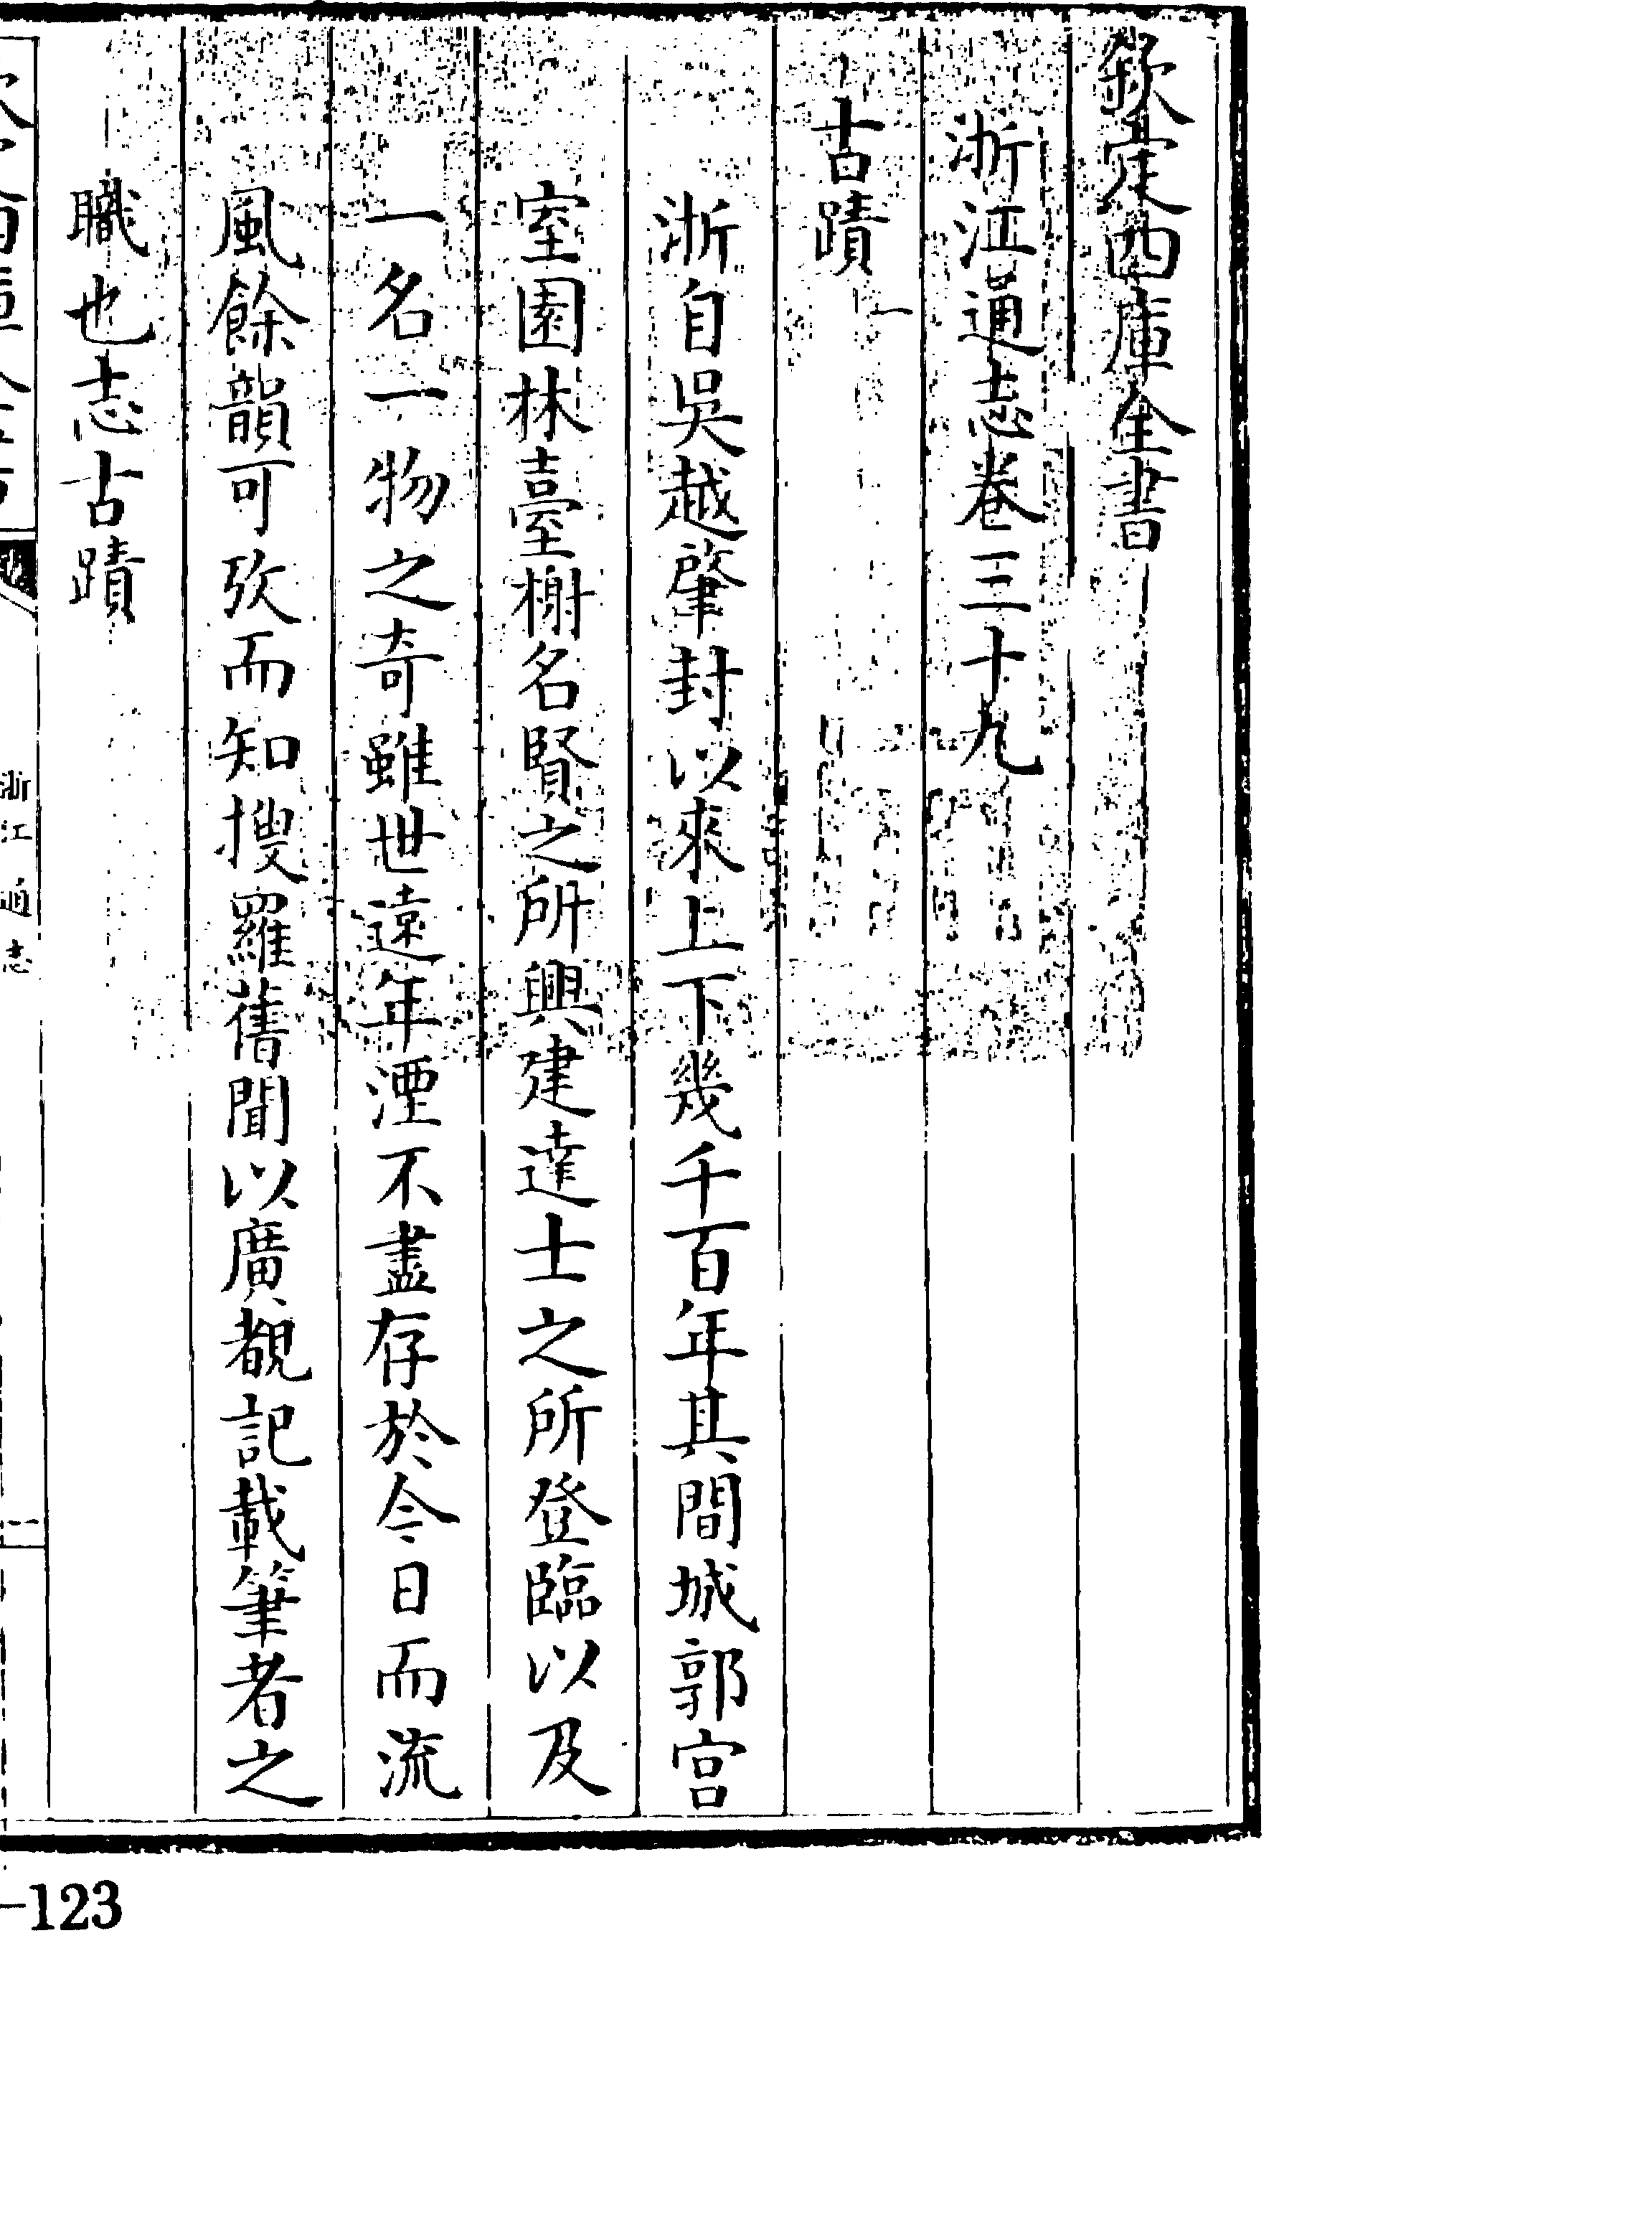 欽定四庫全書
浙江通志卷三十九
古蹟一
浙自吳越肇封以來上下幾千百年其間城郭宮
室園林臺榭名賢之所興建達士之所登臨以及
一名一物之奇雖世遠年湮不盡存於今日而流
風餘韻可攷而知搜羅舊聞以廣覩記載筆者之
職也志古蹟
浙江通志
-123